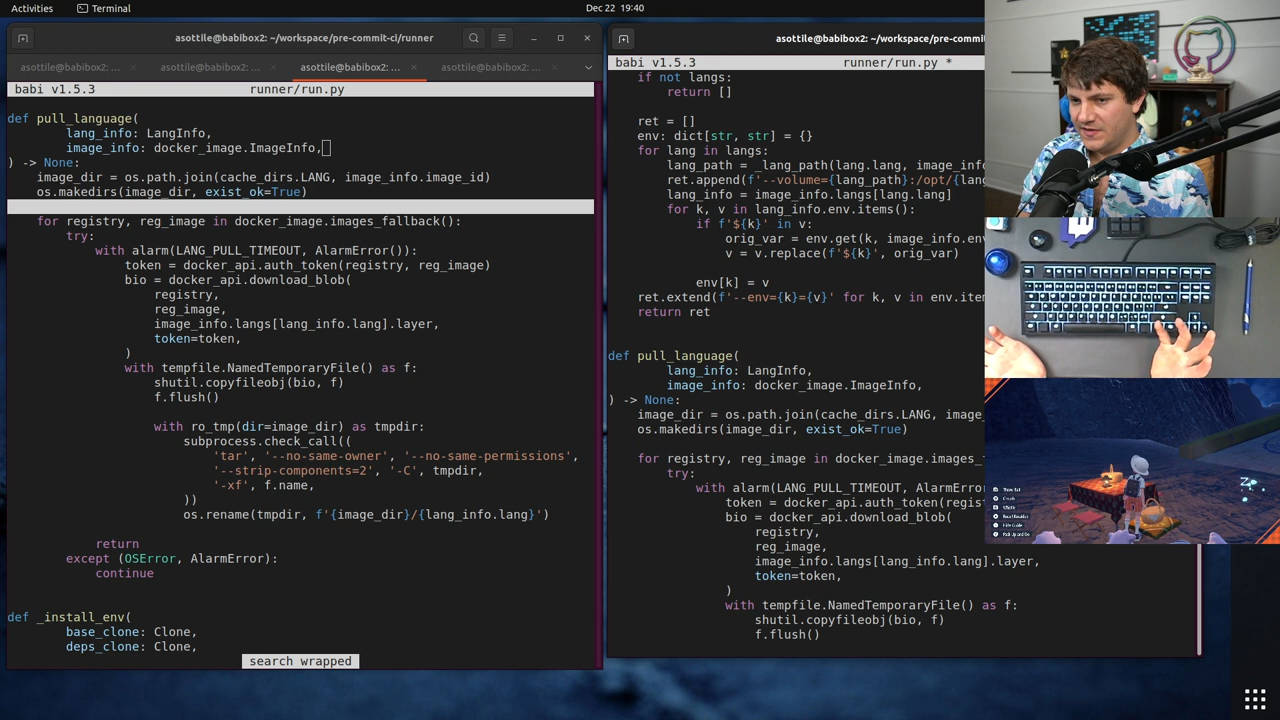 Activities Terminal Dec 22 19:40
asottile@babibox2: ~/workspace/pre-commit-ci/runner
asottile@babibox2: ... × asottile@babibox2: ... × asottile@babibox2: ... × asottile@babibox2: ... ×
babi v1.5.3 runner/run.py
def pull_language(
lang_info: LangInfo,
image_info: docker_image.ImageInfo,
) -> None:
image_dir = os.path.join(cache_dirs.LANG, image_info.image_id)
os.makedirs(image_dir, exist_ok=True)
for registry, reg_image in docker_image.images_fallback():
try:
with alarm(LANG_PULL_TIMEOUT, AlarmError()):
token = docker_api.auth_token(registry, reg_image)
bio = docker_api.download_blob(
registry,
reg_image,
image_info.langs[lang_info.lang].layer,
token=token,
)
with tempfile.NamedTemporaryFile() as f:
shutil.copyfileobj(bio, f)
f.flush()
with ro_tmp(dir=image_dir) as tmpdir:
subprocess.check_call((
'tar', '--no-same-owner', '--no-same-permissions',
'--strip-components=2', '-C', tmpdir,
'-xf', f.name,
))
os.rename(tmpdir, f'{image_dir}/{lang_info.lang}')
return
except (OSError, AlarmError):
continue
def _install_env(
base_clone: Clone,
deps_clone: Clone,
search wrapped
asottile@babibox2: ~/workspace/pre-commit
babi v1.5.3 runner/run.py *
if not langs:
return []
ret = []
env: dict[str, str] = {}
for lang in langs:
lang_path = _lang_path(lang.lang, image_info
ret.append(f'--volume={lang_path}:/opt/{lang
lang_info = image_info.langs[lang.lang]
for k, v in lang_info.env.items():
if f'${k}' in v:
orig_var = env.get(k, image_info.env
v = v.replace(f'${k}', orig_var)
env[k] = v
ret.extend(f'--env={k}={v}' for k, v in env.item
return ret
def pull_language(
lang_info: LangInfo,
image_info: docker_image.ImageInfo,
) -> None:
image_dir = os.path.join(cache_dirs.LANG, image_
os.makedirs(image_dir, exist_ok=True)
for registry, reg_image in docker_image.images_
try:
with alarm(LANG_PULL_TIMEOUT, AlarmError
token = docker_api.auth_token(regist
bio = docker_api.download_blob(
registry,
reg_image,
image_info.langs[lang_info.lang].layer,
token=token,
)
with tempfile.NamedTemporaryFile() as f:
shutil.copyfileobj(bio, f)
f.flush()